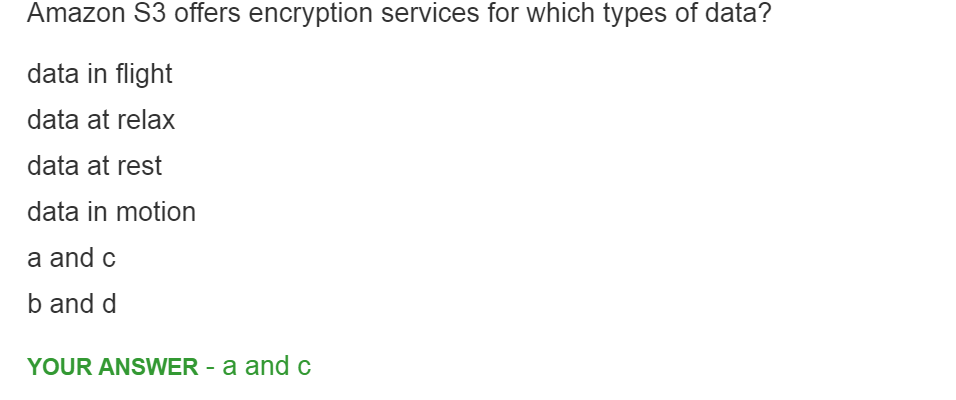 Amazon S3 offers encryption services for which types of data?
data in flight
data at relax
data at rest
data in motion
a and c
b and d
YOUR ANSWER - a and c